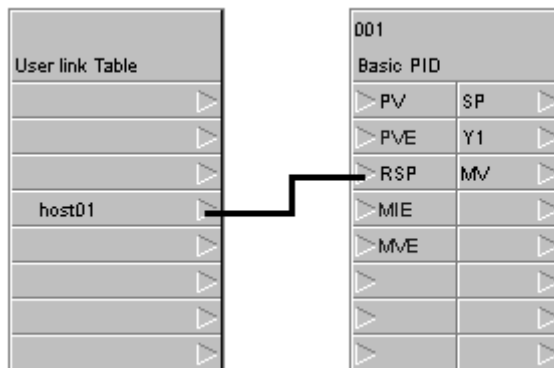 User link Table
host01
001
Basic PID
PV SP
PVE Y1
RSP MV
MIE
MVE